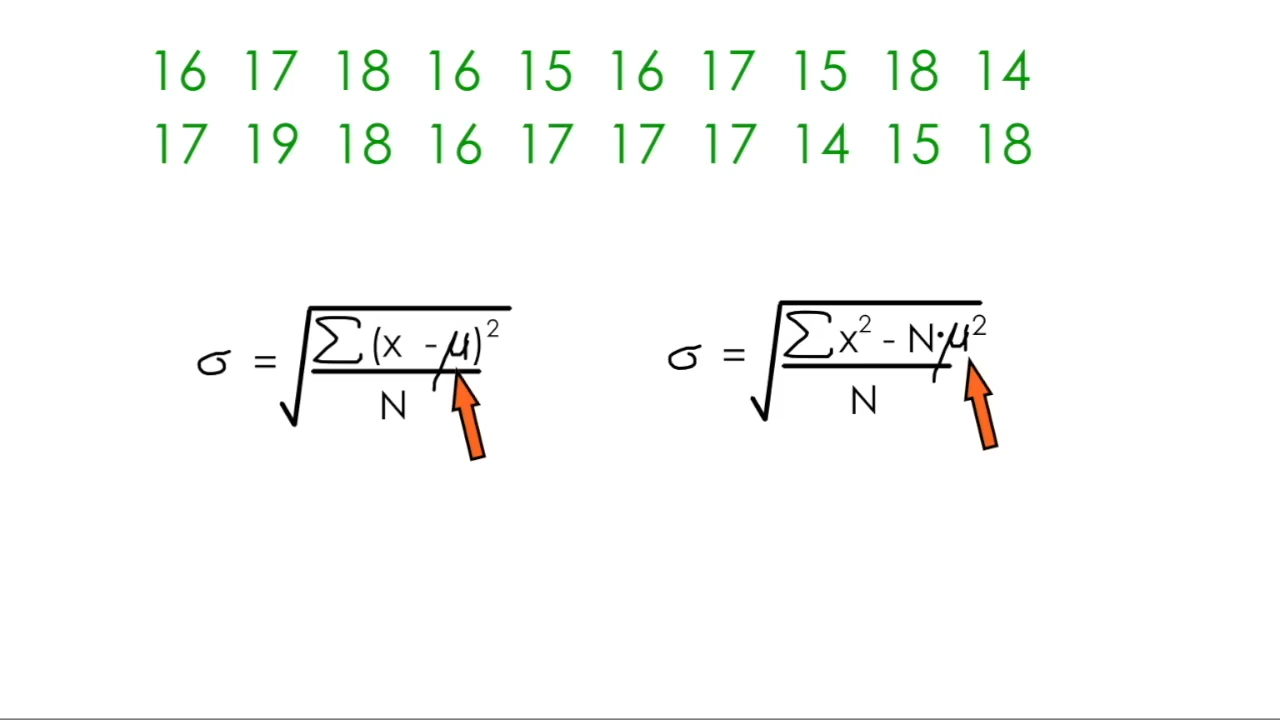 16 17 18 16 15 16 17 15 18 14
17 19 18 16 17 17 17 14 15 18
σ = √(∑(x - μ)² / N)
σ = √(∑x² - N·μ² / N)